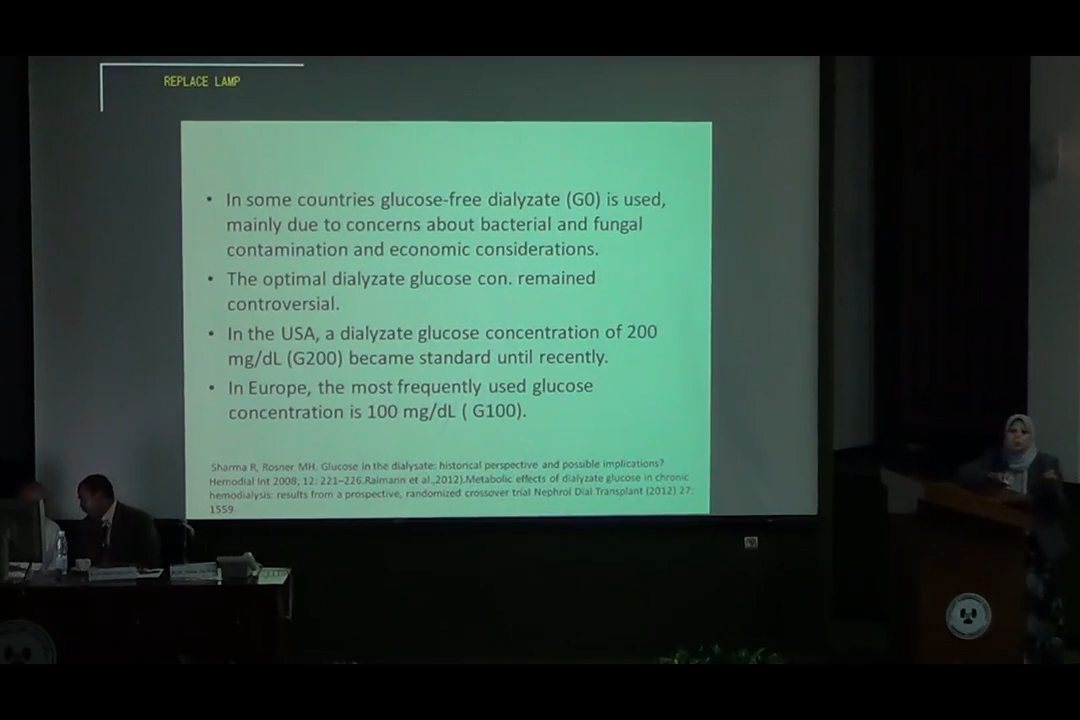 REPLACE LAMP
• In some countries glucose-free dialyzate (G0) is used,
mainly due to concerns about bacterial and fungal
contamination and economic considerations.
• The optimal dialyzate glucose con. remained
controversial.
• In the USA, a dialyzate glucose concentration of 200
mg/dL (G200) became standard until recently.
• In Europe, the most frequently used glucose
concentration is 100 mg/dL ( G100).
Sharma R, Rosner MH. Glucose in the dialysate: historical perspective and possible implications?
Hemodial Int 2008; 12: 221–226.Raimann et al.,2012).Metabolic effects of dialyzate glucose in chronic
hemodialysis: results from a prospective, randomized crossover trial Nephrol Dial Transplant (2012) 27:
1559